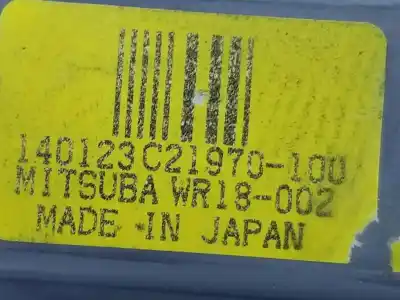 140123C21970-100
MITSUBA WR18-002
MADE IN JAPAN